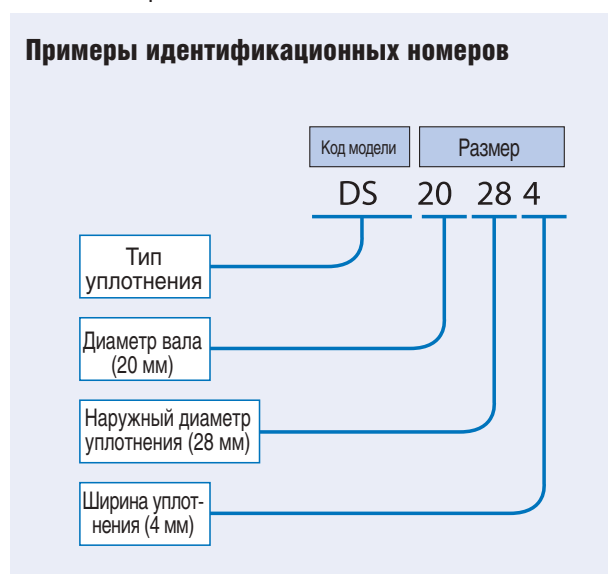 Примеры идентификационных номеров
Код модели Размер
DS 20 28 4
Тип
уплотнения
Диаметр вала
(20 мм)
Наружный диаметр
уплотнения (28 мм)
Ширина уплот-
нения (4 мм)